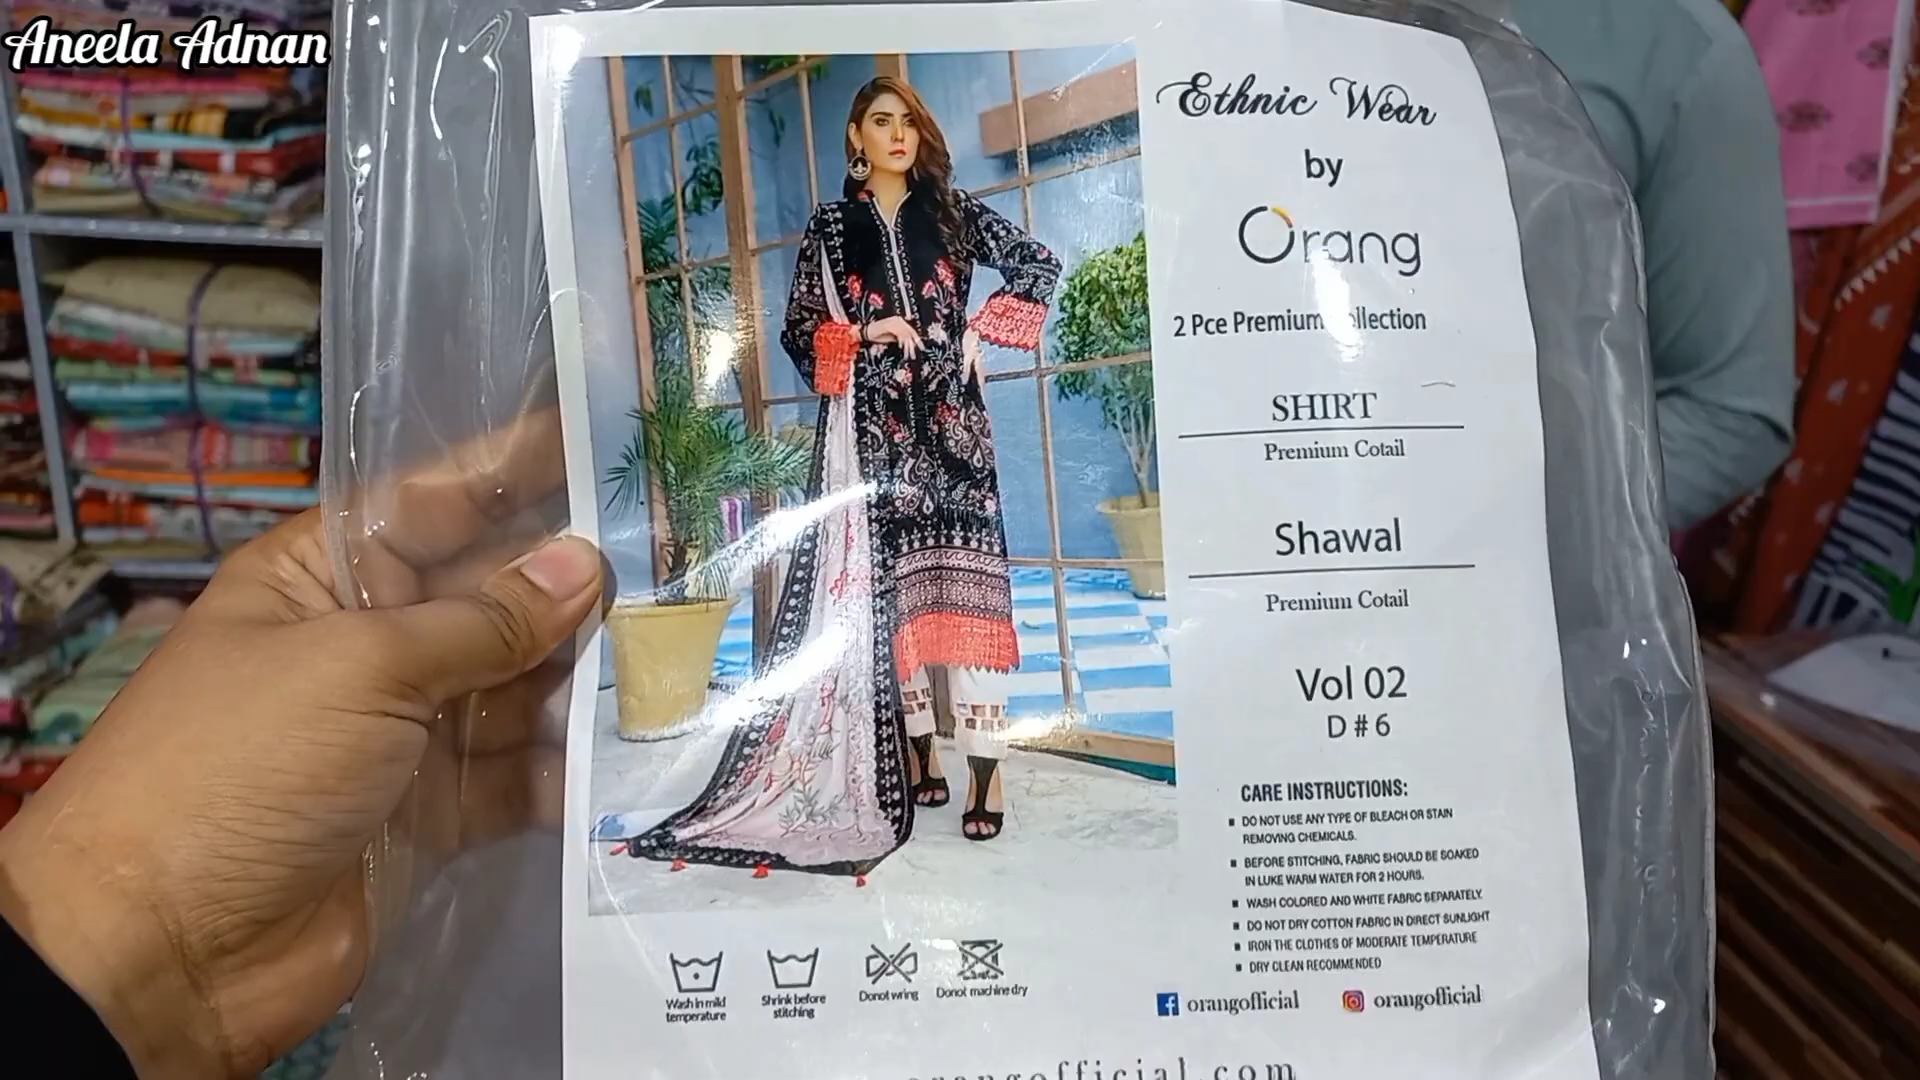 Aneela Adnan
Ethnic Wear
by
Orang
2 Pce Premium
SHIRT
Premium Cotail
Shawal
Premium Cotail
Vol 02
D # 6
CARE INSTRUCTIONS:
DO NOT USE ANY TYPE OF BLEACH OR STAIN
REMOVING CHEMICALS.
BEFORE STITCHING, FABRIC SHOULD BE SOAKED
IN LUKE WARM WATER FOR 2 HOURS.
WASH COLORED AND WHITE FABRIC SEPARATELY.
DO NOT DRY COTTON FABRIC IN DIRECT SUNLIGHT
IRON THE CLOTHES OF MODERATE TEMPERATURE
DRY CLEAN RECOMMENDED
Wash in mild
temperature
Shrink before
stitching
Donot wring
Donot machine dry
orangofficial
orangofficial
orangofficial.com